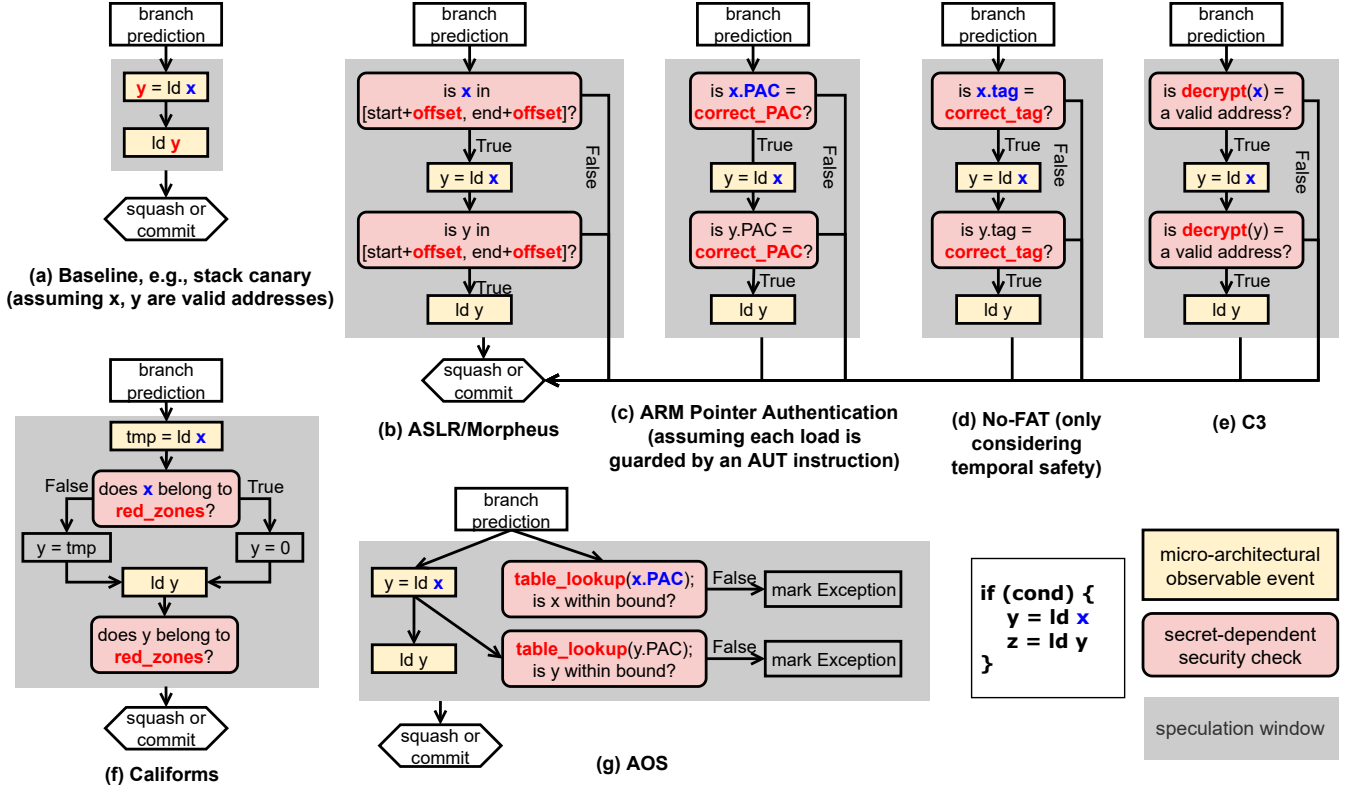 branch
prediction
y = ld x
ld y
squash or
commit
(a) Baseline, e.g., stack canary
(assuming x, y are valid addresses)
branch
prediction
is x in
[start+offset, end+offset]?
True
False
y = ld x
is y in
[start+offset, end+offset]?
True
ld y
squash or
commit
(b) ASLR/Morpheus
branch
prediction
is x.PAC =
correct_PAC?
True
False
y = ld x
is y.PAC =
correct_PAC?
True
ld y
(c) ARM Pointer Authentication
(assuming each load is
guarded by an AUT instruction)
branch
prediction
is x.tag =
correct_tag?
True
False
y = ld x
is y.tag =
correct_tag?
True
ld y
(d) No-FAT (only
considering
temporal safety)
branch
prediction
is decrypt(x) =
a valid address?
True
False
y = ld x
is decrypt(y) =
a valid address?
True
ld y
(e) C3
branch
prediction
tmp = ld x
does x belong to
red_zones?
False
True
y = tmp
y = 0
ld y
does y belong to
red_zones?
squash or
commit
(f) Califorms
branch
prediction
y = ld x
table_lookup(x.PAC);
is x within bound?
False
mark Exception
ld y
table_lookup(y.PAC);
is y within bound?
False
mark Exception
squash or
commit
(g) AOS
if (cond) {
y = ld x
z = ld y
}
micro-architectural
observable event
secret-dependent
security check
speculation window